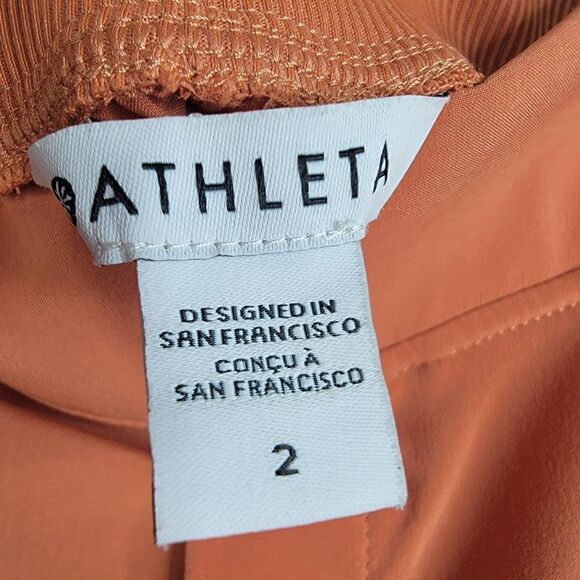 ATHLETA
DESIGNED IN
SAN FRANCISCO
CONÇU À
SAN FRANCISCO
2